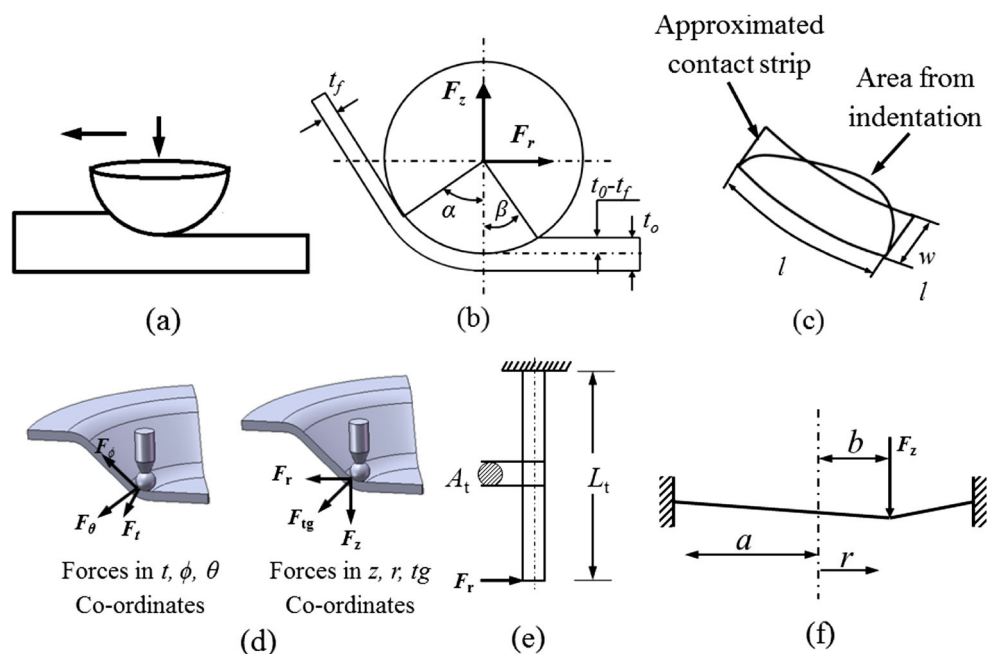 (a)
t_f
F_z
F_r
α
β
t_0-t_f
t_o
(b)
Approximated
contact strip
Area from
indentation
l
w
l
(c)
F_ϕ
F_θ
F_t
Forces in t, ϕ, θ
Co-ordinates
F_r
F_tg
F_z
Forces in z, r, tg
Co-ordinates
(d)
A_t
L_t
F_r
(e)
b
F_z
a
r
(f)